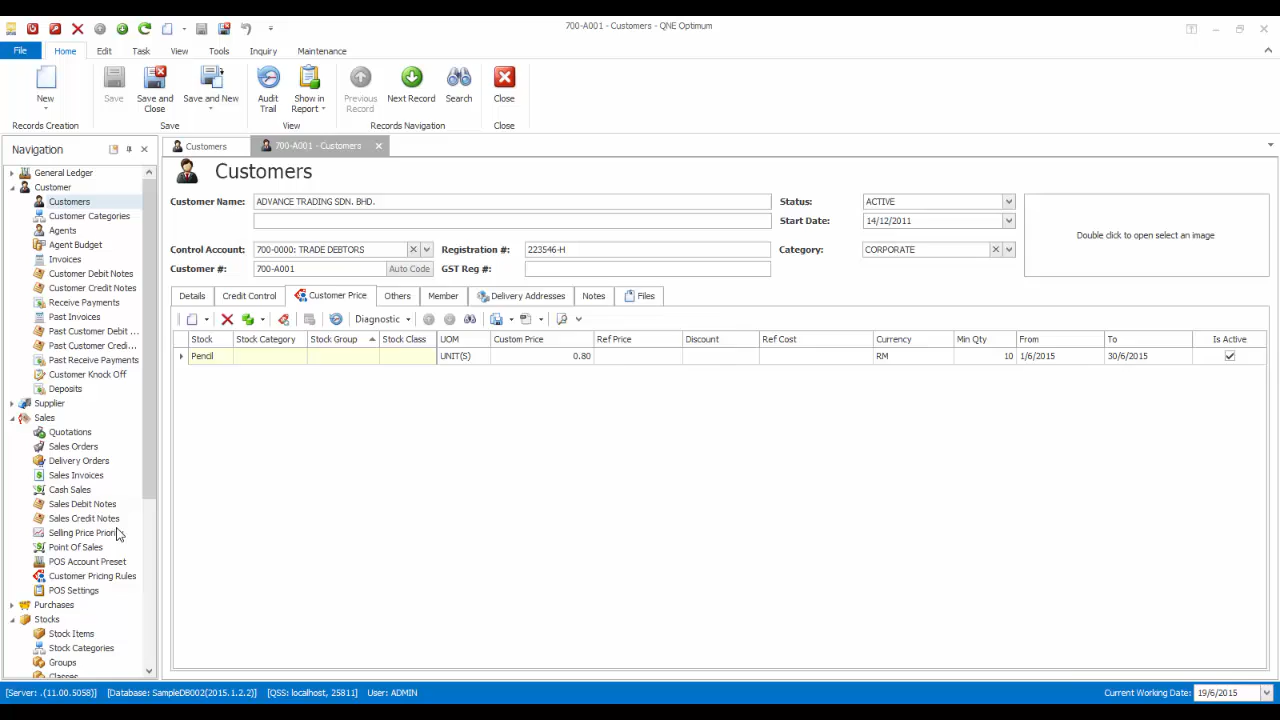 700-A001 - Customers - QNE Optimum
File Home Edit Task View Tools Inquiry Maintenance
New Save Save and Close Save and New Audit Trail Show in Report Previous Record Next Record Search Close
Records Creation Save View Records Navigation Close
Navigation
Customers 700-A001 - Customers
General Ledger
Customer
Customers
Customer Categories
Agents
Agent Budget
Invoices
Customer Debit Notes
Customer Credit Notes
Receive Payments
Past Invoices
Past Customer Debit ...
Past Customer Credi...
Past Receive Payments
Customer Knock Off
Deposits
Supplier
Sales
Quotations
Sales Orders
Delivery Orders
Sales Invoices
Cash Sales
Sales Debit Notes
Sales Credit Notes
Selling Price
Point Of Sales
POS Account Preset
Customer Pricing Rules
POS Settings
Purchases
Stocks
Stock Items
Stock Categories
Groups
Classes
Customers
Customer Name: ADVANCE TRADING SDN. BHD. Status: ACTIVE
Start Date: 14/12/2011
Control Account: 700-0000: TRADE DEBTORS Registration #: 223546-H Category: CORPORATE
Customer #: 700-A001 Auto Code GST Reg #:
Double click to open select an image
Details Credit Control Customer Price Others Member Delivery Addresses Notes Files
Diagnostic
Stock Stock Category Stock Group Stock Class UOM Custom Price Ref Price Discount Ref Cost Currency Min Qty From To Is Active
Pencil UNIT(S) 0.80 RM 10 1/6/2015 30/6/2015
[Server: .(11.00.5058)] [Database: SampleDB002(2015.1.2.2)] [QSS: localhost, 25811] User: ADMIN Current Working Date: 19/6/2015